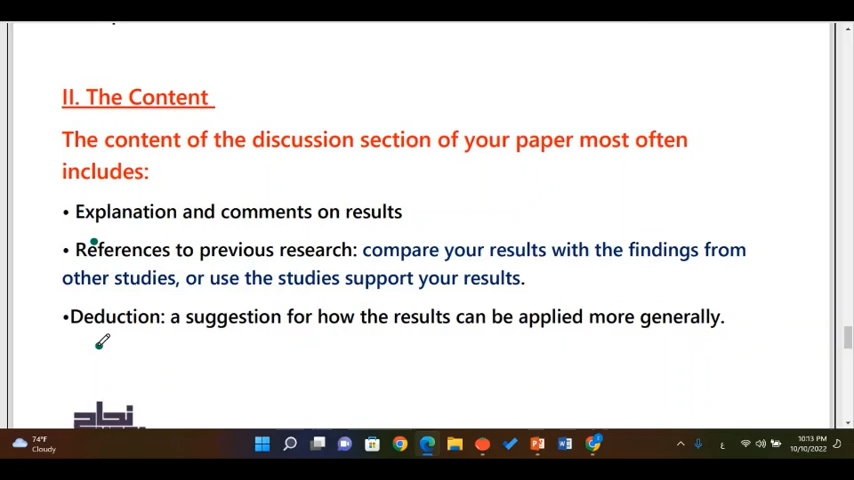 II. The Content
The content of the discussion section of your paper most often
includes:
• Explanation and comments on results
• References to previous research: compare your results with the findings from
other studies, or use the studies support your results.
•Deduction: a suggestion for how the results can be applied more generally.
نجاح
74°F
Cloudy
ع
10:13 PM
10/10/2022